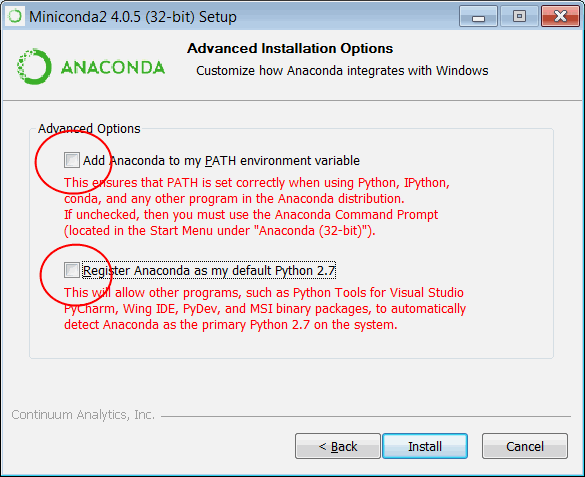 Miniconda2 4.0.5 (32-bit) Setup
Advanced Installation Options
Customize how Anaconda integrates with Windows
ANACONDA
Advanced Options
Add Anaconda to my PATH environment variable
This ensures that PATH is set correctly when using Python, IPython,
conda, and any other program in the Anaconda distribution.
If unchecked, then you must use the Anaconda Command Prompt
(located in the Start Menu under "Anaconda (32-bit)").
Register Anaconda as my default Python 2.7
This will allow other programs, such as Python Tools for Visual Studio
PyCharm, Wing IDE, PyDev, and MSI binary packages, to automatically
detect Anaconda as the primary Python 2.7 on the system.
Continuum Analytics, Inc.
< Back
Install
Cancel